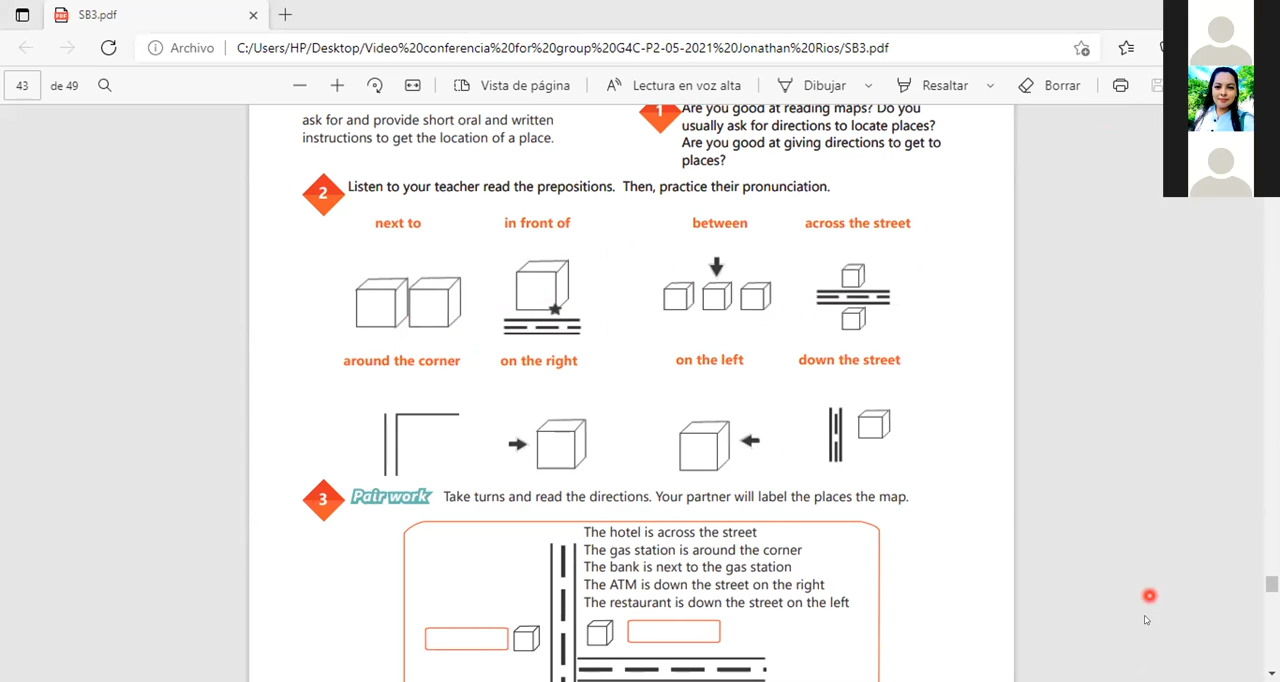 SB3.pdf
Archivo
C:/Users/HP/Desktop/Video%20conferencia%20for%20group%20G4C-P2-05-2021%20Jonathan%20Rios/SB3.pdf
43
de 49
Vista de página
Lectura en voz alta
Dibujar
Resaltar
Borrar
ask for and provide short oral and written
instructions to get the location of a place.
1
Are you good at reading maps? Do you
usually ask for directions to locate places?
Are you good at giving directions to get to
places?
2
Listen to your teacher read the prepositions. Then, practice their pronunciation.
next to
in front of
between
across the street
around the corner
on the right
on the left
down the street
3
Pair work
Take turns and read the directions. Your partner will label the places the map.
The hotel is across the street
The gas station is around the corner
The bank is next to the gas station
The ATM is down the street on the right
The restaurant is down the street on the left